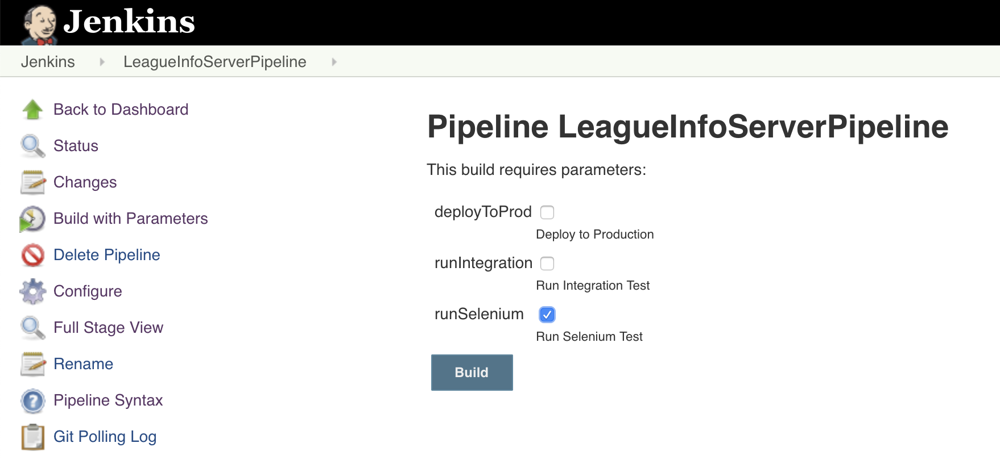 Jenkins
Jenkins LeagueInfoServerPipeline
Back to Dashboard
Status
Changes
Build with Parameters
Delete Pipeline
Configure
Full Stage View
Rename
Pipeline Syntax
Git Polling Log
Pipeline LeagueInfoServerPipeline
This build requires parameters:
deployToProd
Deploy to Production
runIntegration
Run Integration Test
runSelenium
Run Selenium Test
Build